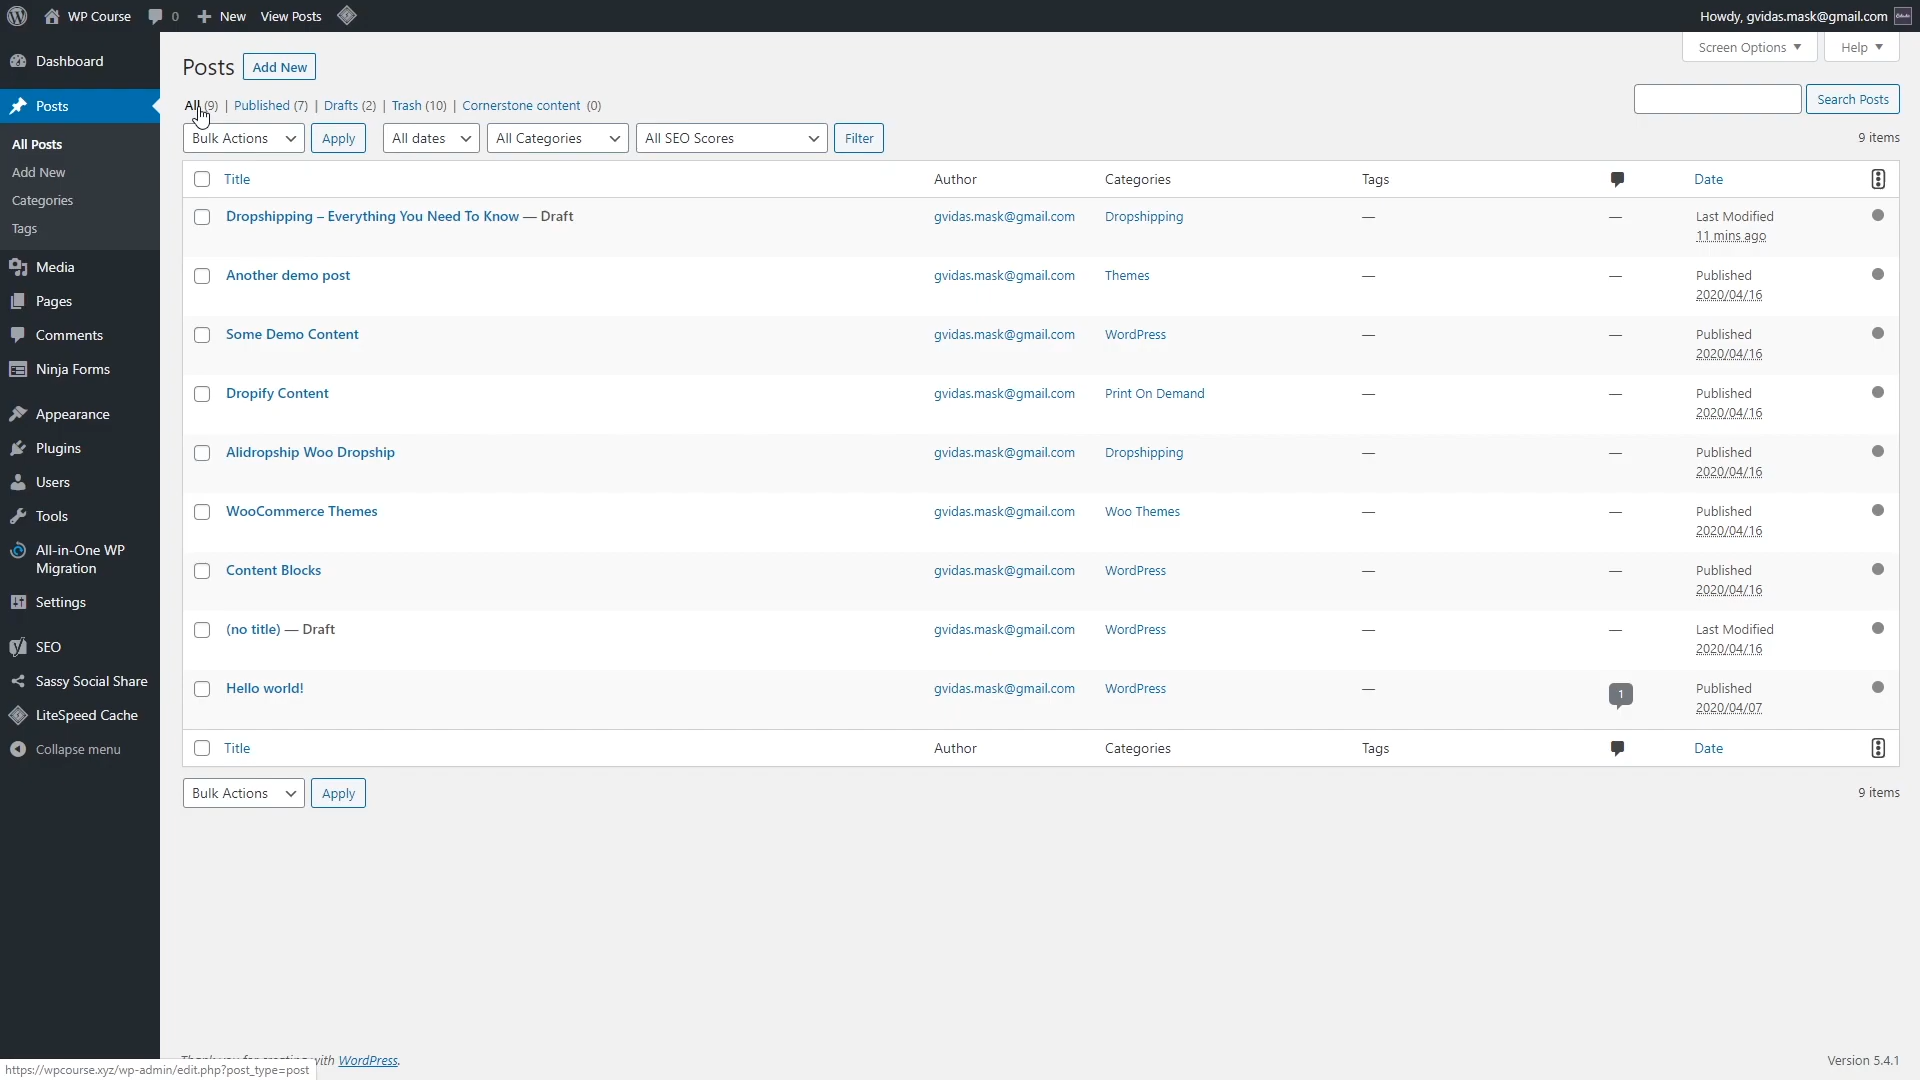 WP Course 0 New View Posts Howdy, gvidas.mask@gmail.com
Screen Options Help
Dashboard
Posts
All Posts
Add New
Categories
Tags
Media
Pages
Comments
Ninja Forms
Appearance
Plugins
Users
Tools
All-in-One WP
Migration
Settings
SEO
Sassy Social Share
LiteSpeed Cache
Collapse menu
Posts Add New
All (9) | Published (7) | Drafts (2) | Trash (10) | Cornerstone content (0)
Search Posts
Bulk Actions Apply All dates All Categories All SEO Scores Filter 9 items
Title Author Categories Tags Date
Dropshipping – Everything You Need To Know — Draft gvidas.mask@gmail.com Dropshipping — — Last Modified
11 mins ago
Another demo post gvidas.mask@gmail.com Themes — — Published
2020/04/16
Some Demo Content gvidas.mask@gmail.com WordPress — — Published
2020/04/16
Dropify Content gvidas.mask@gmail.com Print On Demand — — Published
2020/04/16
Alidropship Woo Dropship gvidas.mask@gmail.com Dropshipping — — Published
2020/04/16
WooCommerce Themes gvidas.mask@gmail.com Woo Themes — — Published
2020/04/16
Content Blocks gvidas.mask@gmail.com WordPress — — Published
2020/04/16
(no title) — Draft gvidas.mask@gmail.com WordPress — — Last Modified
2020/04/16
Hello world! gvidas.mask@gmail.com WordPress — 1 Published
2020/04/07
Title Author Categories Tags Date
Bulk Actions Apply 9 items
with WordPress. Version 5.4.1
https://wpcourse.xyz/wp-admin/edit.php?post_type=post